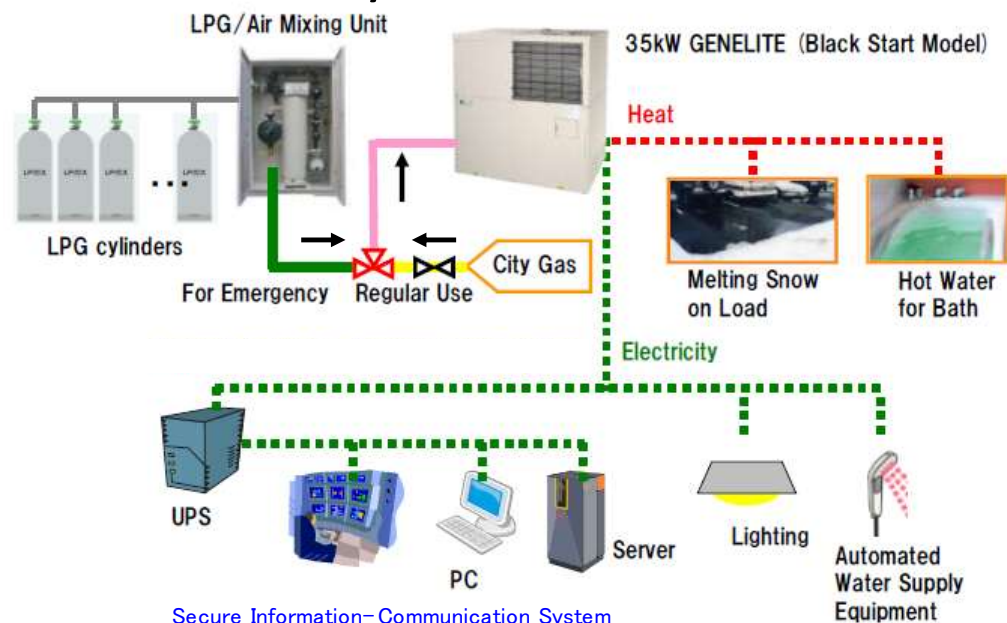 LPG/Air Mixing Unit
35kW GENELITE (Black Start Model)
Heat
LPG cylinders
For Emergency
Regular Use
City Gas
Melting Snow
on Load
Hot Water
for Bath
Electricity
UPS
PC
Server
Lighting
Automated
Water Supply
Equipment
Secure Information-Communication System